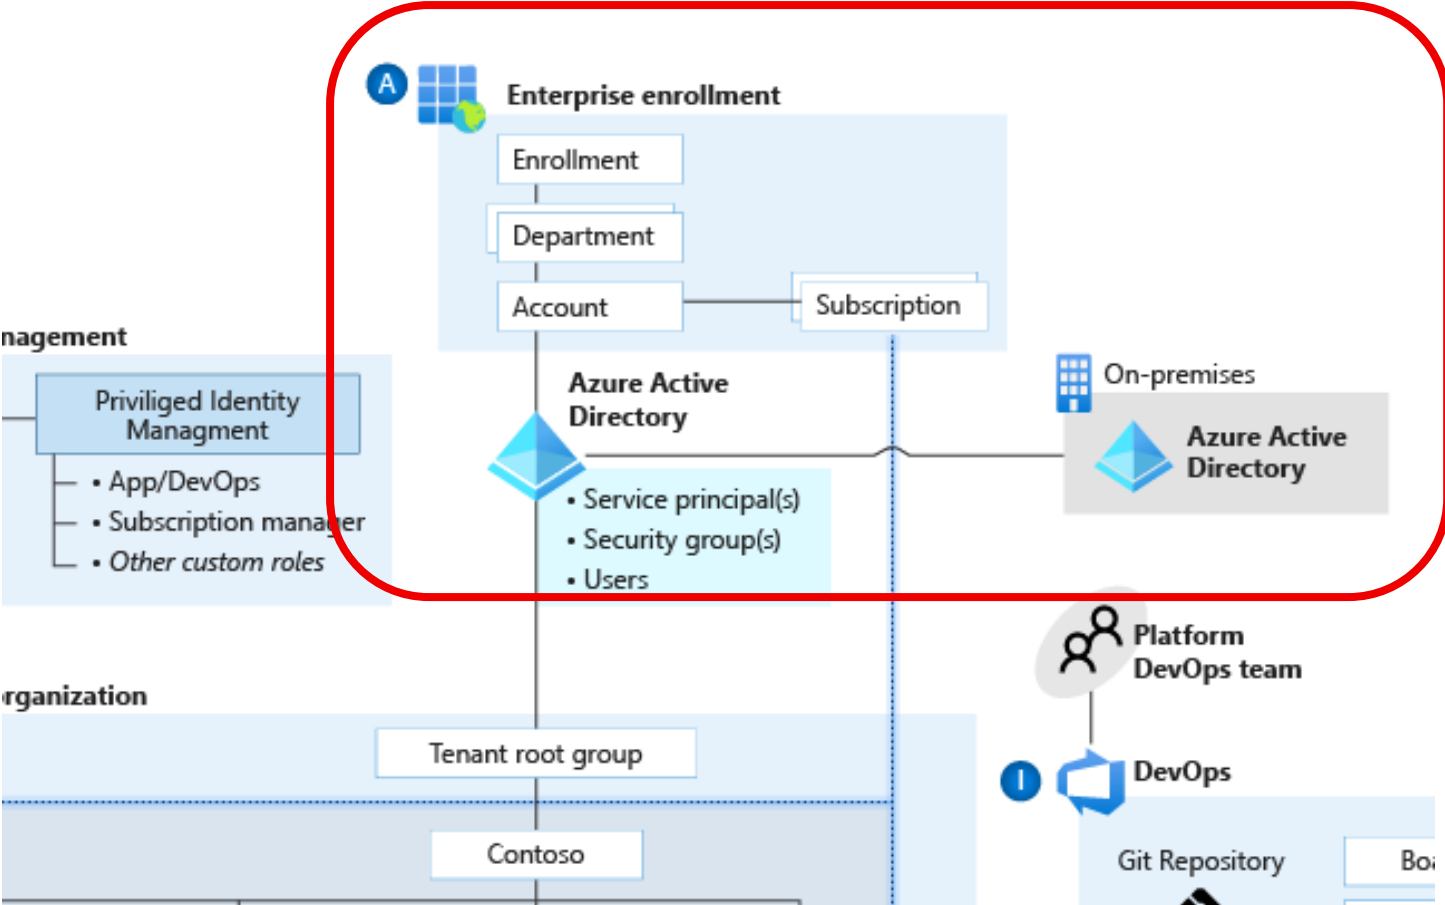 A
Enterprise enrollment
Enrollment
Department
Account
Subscription
nagement
Priviliged Identity
Managment
• App/DevOps
• Subscription manager
• Other custom roles
Azure Active
Directory
• Service principal(s)
• Security group(s)
• Users
On-premises
Azure Active
Directory
Platform
DevOps team
rganization
Tenant root group
Contoso
I
DevOps
Git Repository
Boa